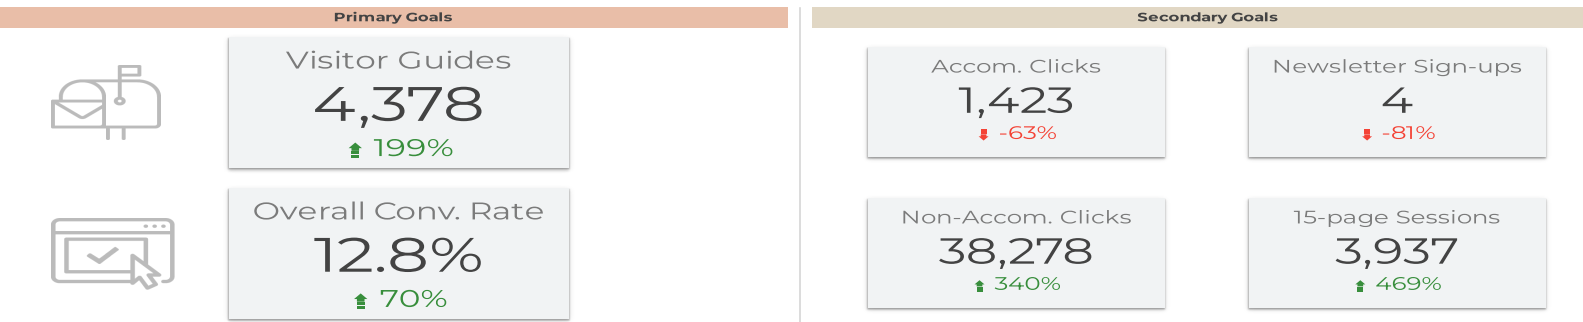 Primary Goals
Visitor Guides
4,378
199%
Overall Conv. Rate
12.8%
70%
Secondary Goals
Accom. Clicks
1,423
-63%
Newsletter Sign-ups
4
-81%
Non-Accom. Clicks
38,278
340%
15-page Sessions
3,937
469%